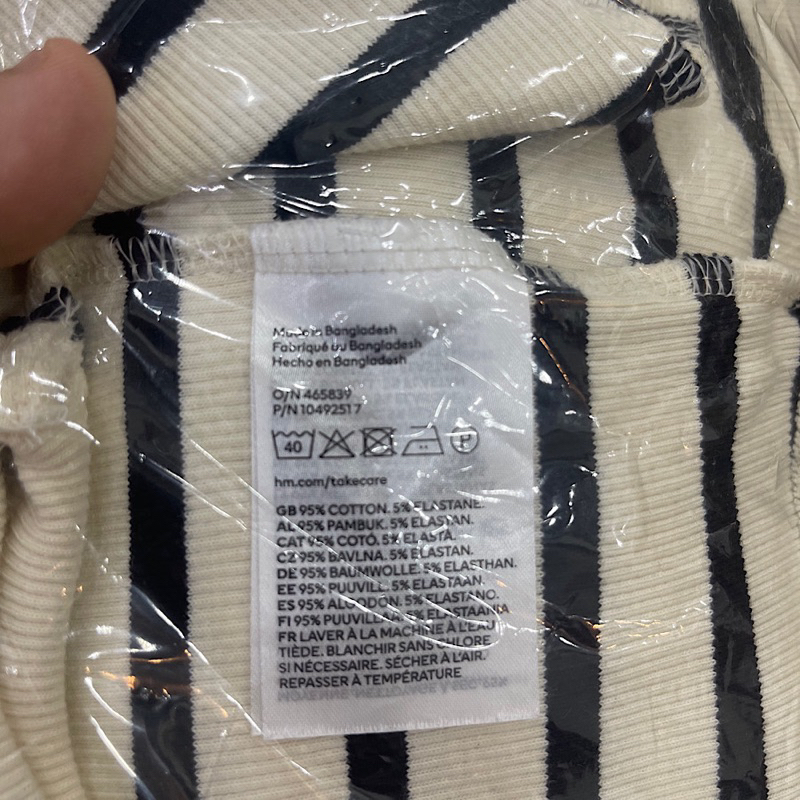 Made in Bangladesh
Fabriqué au Bangladesh
Hecho en Bangladesh
O/N 465839
P/N 10492517
40 P
hm.com/takecare
GB 95% COTTON. 5% ELASTANE.
AL 95% PAMBUK. 5% ELASTAN.
CAT 95% COTÓ. 5% ELASTÀ.
CZ 95% BAVLNA. 5% ELASTAN.
DE 95% BAUMWOLLE. 5% ELASTHAN.
EE 95% PUUVILL. 5% ELASTAAN.
ES 95% ALGODÓN. 5% ELASTANO.
FI 95% PUUVILLAA. 5% ELASTAANIA
FR LAVER À LA MACHINE À L'EAU
TIÈDE. BLANCHIR SANS CHLORE
SI NÉCESSAIRE. SÉCHER À L'AIR.
REPASSER À TEMPÉRATURE